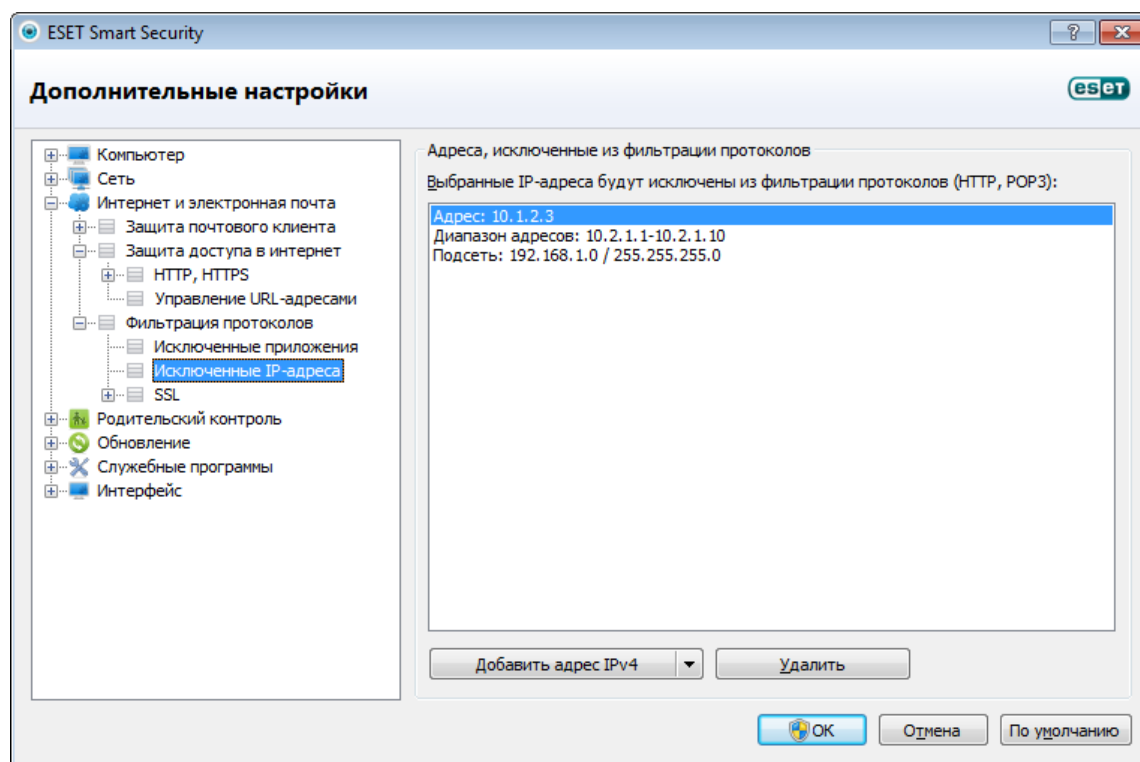 ESET Smart Security
Дополнительные настройки
eset
Компьютер
Сеть
Интернет и электронная почта
Защита почтового клиента
Защита доступа в интернет
HTTP, HTTPS
Управление URL-адресами
Фильтрация протоколов
Исключенные приложения
Исключенные IP-адреса
SSL
Родительский контроль
Обновление
Служебные программы
Интерфейс
Адреса, исключенные из фильтрации протоколов
Выбранные IP-адреса будут исключены из фильтрации протоколов (HTTP, POP3):
Адрес: 10.1.2.3
Диапазон адресов: 10.2.1.1-10.2.1.10
Подсеть: 192.168.1.0 / 255.255.255.0
Добавить адрес IPv4
Удалить
OK
Отмена
По умолчанию